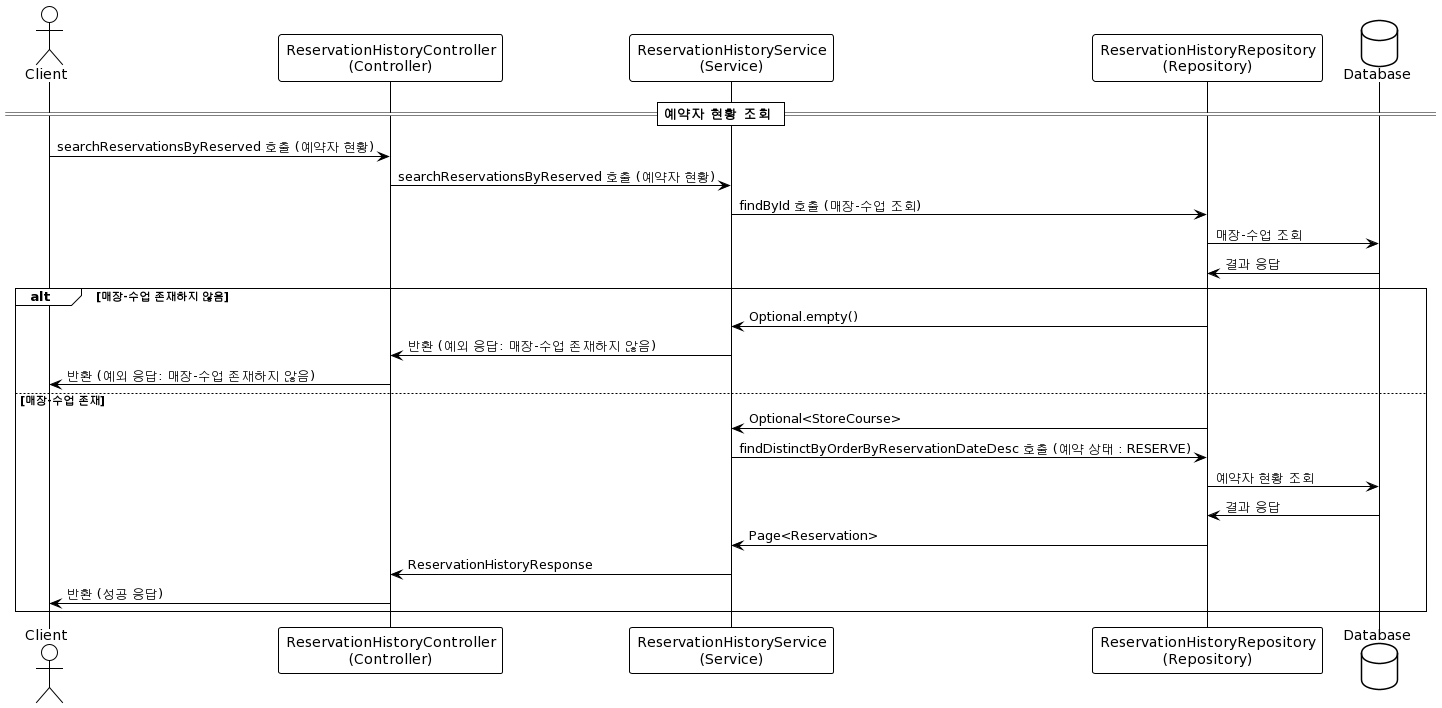 Client
ReservationHistoryController
(Controller)
ReservationHistoryService
(Service)
ReservationHistoryRepository
(Repository)
Database
예약자 현황 조회
searchReservationsByReserved 호출 (예약자 현황)
searchReservationsByReserved 호출 (예약자 현황)
findById 호출 (매장-수업 조회)
매장-수업 조회
결과 응답
alt [매장-수업 존재하지 않음]
Optional.empty()
반환 (예외 응답: 매장-수업 존재하지 않음)
반환 (예외 응답: 매장-수업 존재하지 않음)
[매장-수업 존재]
Optional<StoreCourse>
findDistinctByOrderByReservationDateDesc 호출 (예약 상태 : RESERVE)
예약자 현황 조회
결과 응답
Page<Reservation>
ReservationHistoryResponse
반환 (성공 응답)
Client
ReservationHistoryController
(Controller)
ReservationHistoryService
(Service)
ReservationHistoryRepository
(Repository)
Database